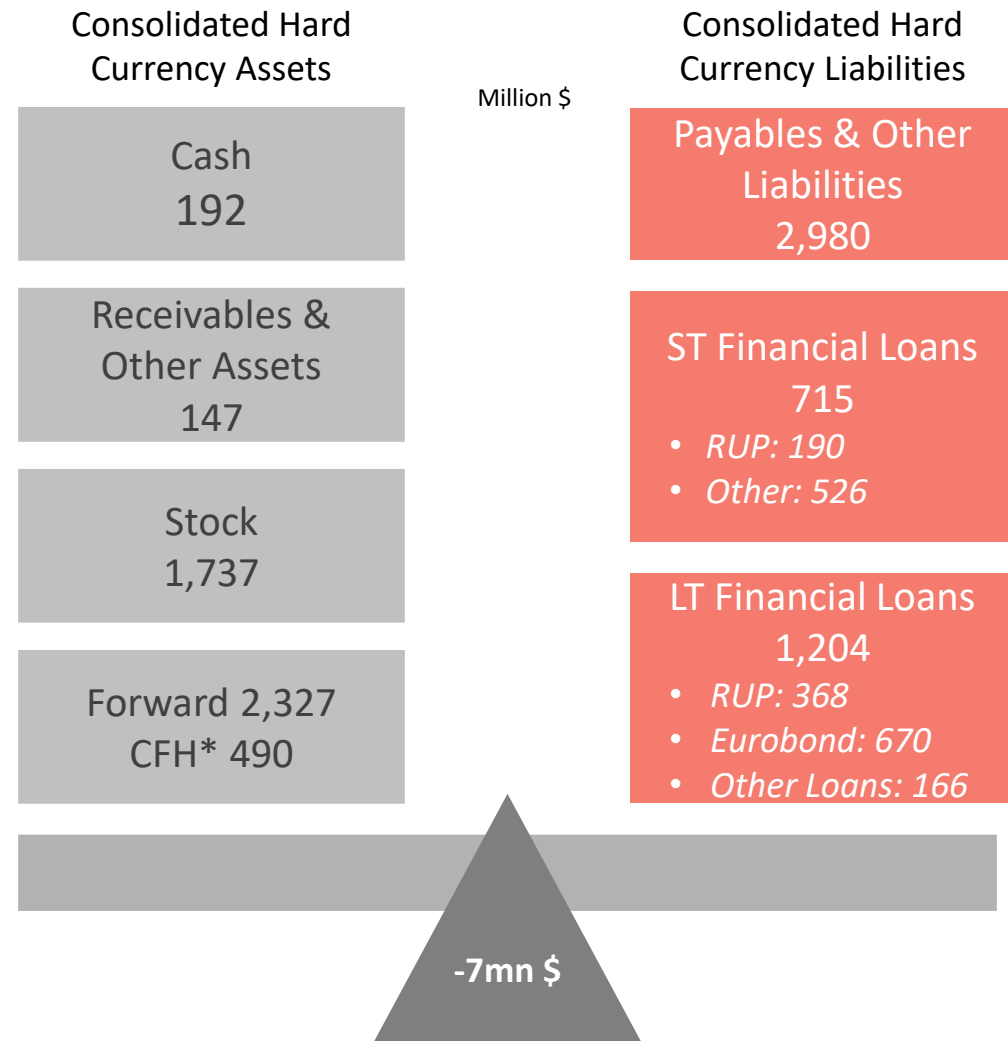 Consolidated Hard
Currency Assets
Million $
Consolidated Hard
Currency Liabilities
Cash
192
Receivables &
Other Assets
147
Stock
1,737
Forward 2,327
CFH* 490
Payables & Other
Liabilities
2,980
ST Financial Loans
715
• RUP: 190
• Other: 526
LT Financial Loans
1,204
• RUP: 368
• Eurobond: 670
• Other Loans: 166
-7mn $